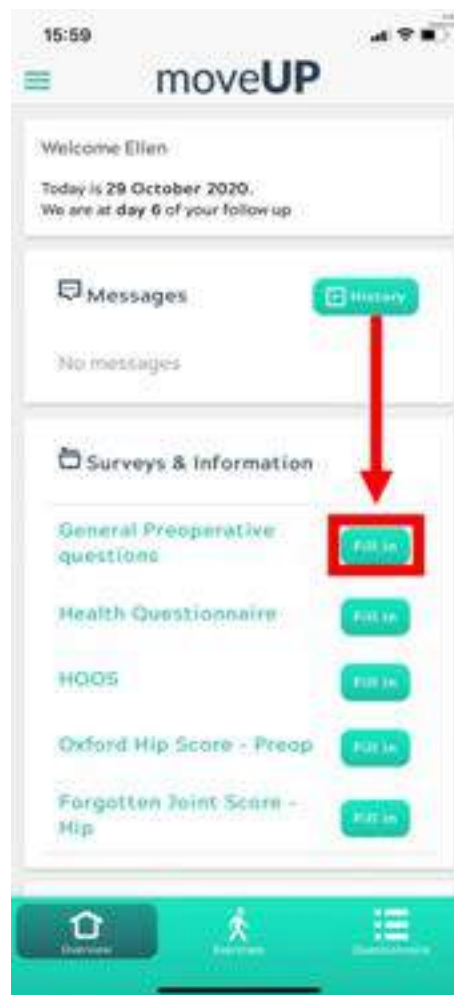 15:59
moveUP
Welcome Ellen
Today is 29 October 2020.
We are at day 6 of your follow up
Messages
History
No messages
Surveys & Information
General Preoperative
questions
Fill in
Health Questionnaire
Fill in
HOOS
Fill in
Oxford Hip Score - Preop
Fill in
Forgotten Joint Score -
Hip
Fill in
Overview
Exercises